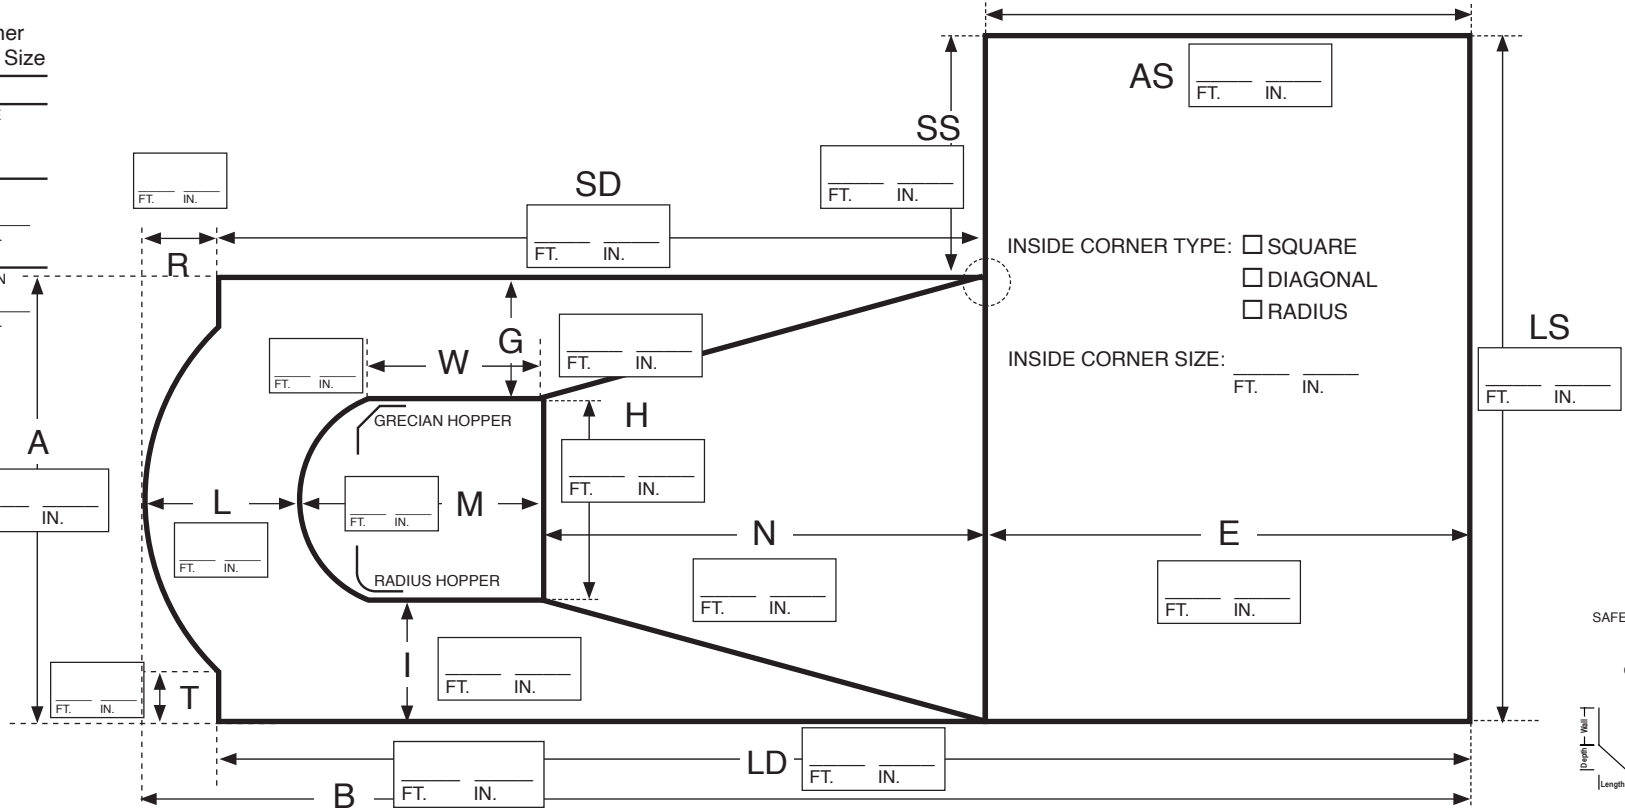 Size
AS
FT. IN.
SS
FT. IN.
FT. IN.
SD
FT. IN.
R
INSIDE CORNER TYPE: SQUARE
DIAGONAL
RADIUS
INSIDE CORNER SIZE:
FT. IN.
LS
FT. IN.
G
FT. IN.
W
FT. IN.
H
FT. IN.
GRECIAN HOPPER
A
IN.
L
FT. IN.
M
FT. IN.
N
FT. IN.
E
FT. IN.
RADIUS HOPPER
I
FT. IN.
T
FT. IN.
LD
FT. IN.
B
FT. IN.
Depth
Wall
Length